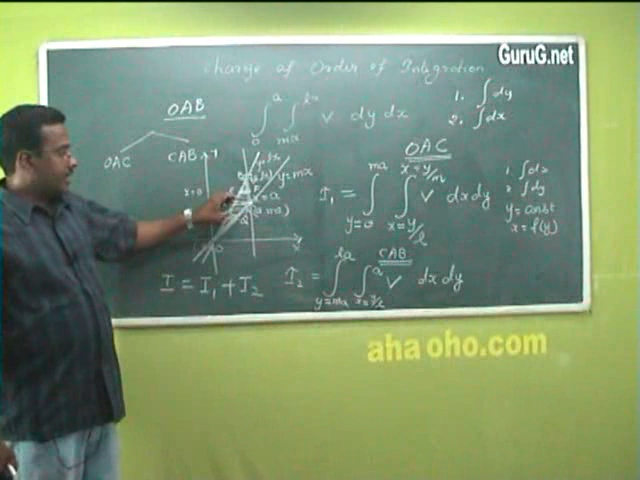 GuruG.net
Change of Order of Integration
OAB
OAC CAB
∫₀^a ∫_{mx}^{lx} V dy dx
1. ∫dy
2. ∫dx
y=mx
x=a
(a, ma)
x
OAC
I₁ = ∫_{y=0}^{ma} ∫_{x=y/l}^{x=y/m} V dx dy
1. ∫dx
2. ∫dy
y = const
x = f(y)
CAB
I₂ = ∫_{y=ma}^{la} ∫_{x=y/l}^{a} V dx dy
I = I₁ + I₂
aha oho.com